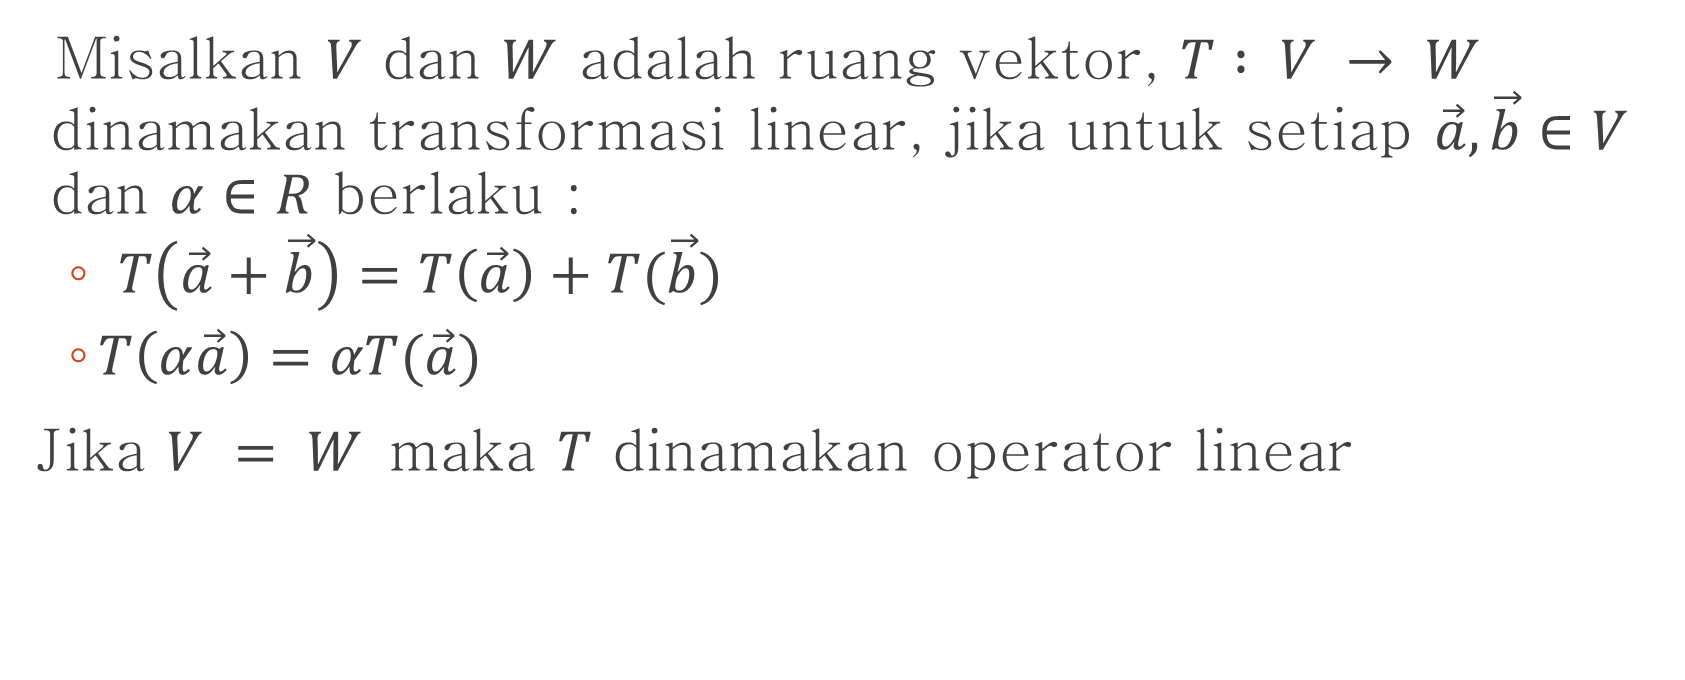 Misalkan V dan W adalah ruang vektor, T : V → W
dinamakan transformasi linear, jika untuk setiap a⃗, b⃗ ∈ V
dan α ∈ R berlaku :
◦ T(a⃗ + b⃗) = T(a⃗) + T(b⃗)
◦ T(αa⃗) = αT(a⃗)
Jika V = W maka T dinamakan operator linear